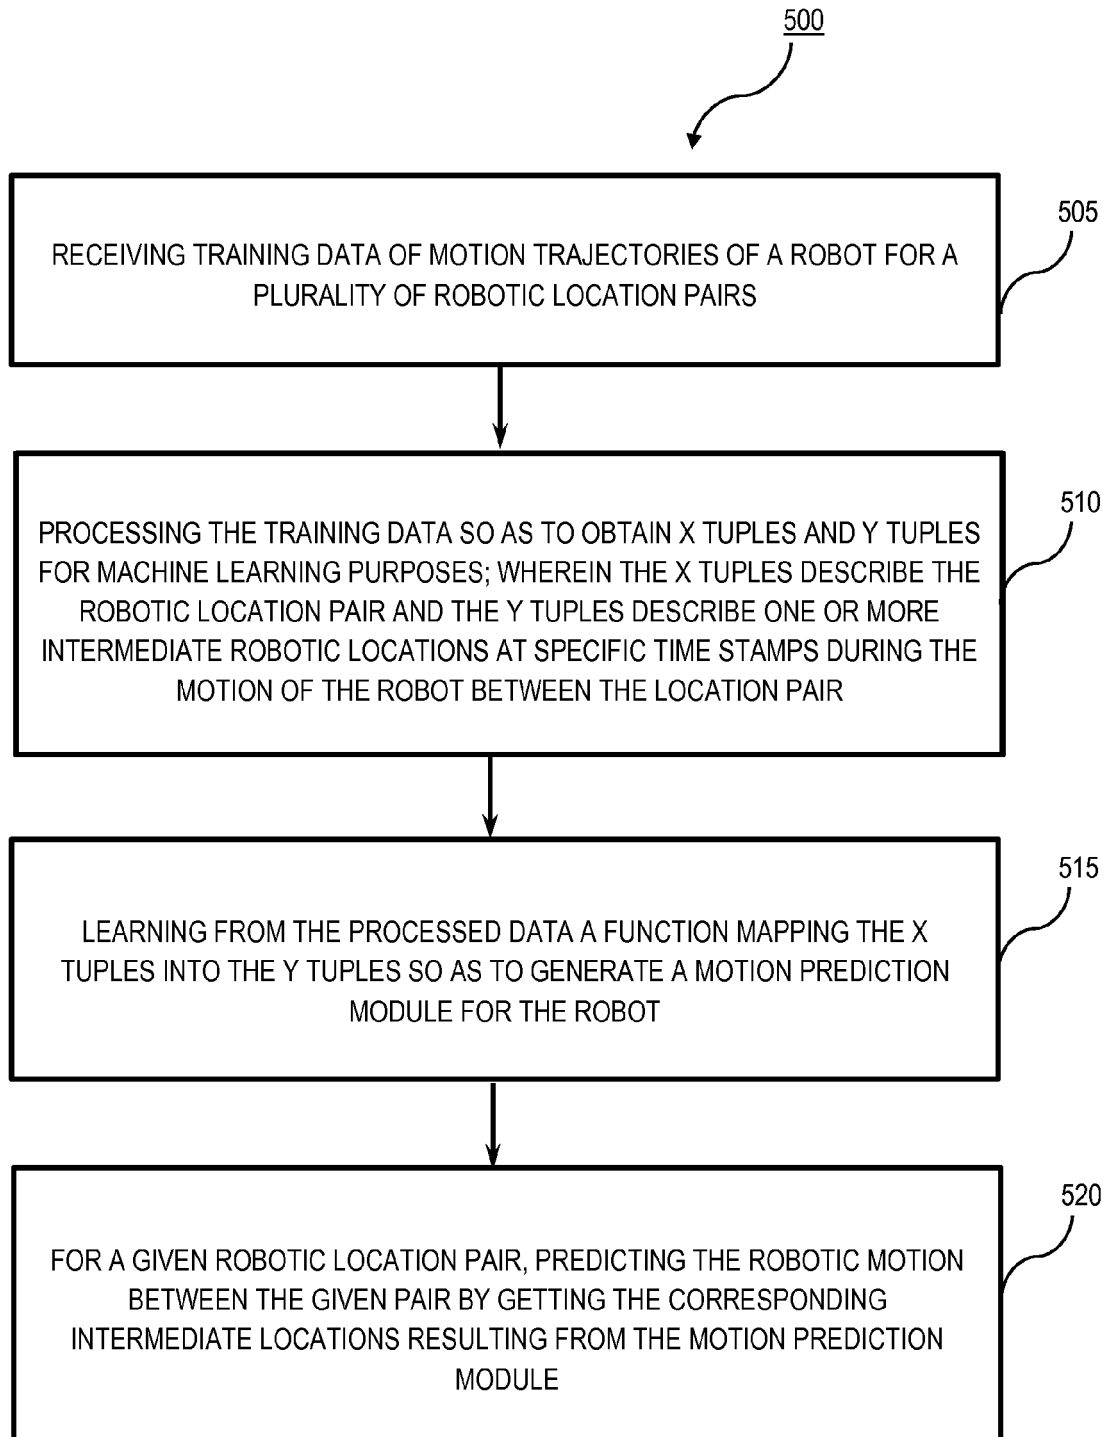 500
505
RECEIVING TRAINING DATA OF MOTION TRAJECTORIES OF A ROBOT FOR A
PLURALITY OF ROBOTIC LOCATION PAIRS
510
PROCESSING THE TRAINING DATA SO AS TO OBTAIN X TUPLES AND Y TUPLES
FOR MACHINE LEARNING PURPOSES; WHEREIN THE X TUPLES DESCRIBE THE
ROBOTIC LOCATION PAIR AND THE Y TUPLES DESCRIBE ONE OR MORE
INTERMEDIATE ROBOTIC LOCATIONS AT SPECIFIC TIME STAMPS DURING THE
MOTION OF THE ROBOT BETWEEN THE LOCATION PAIR
515
LEARNING FROM THE PROCESSED DATA A FUNCTION MAPPING THE X
TUPLES INTO THE Y TUPLES SO AS TO GENERATE A MOTION PREDICTION
MODULE FOR THE ROBOT
520
FOR A GIVEN ROBOTIC LOCATION PAIR, PREDICTING THE ROBOTIC MOTION
BETWEEN THE GIVEN PAIR BY GETTING THE CORRESPONDING
INTERMEDIATE LOCATIONS RESULTING FROM THE MOTION PREDICTION
MODULE